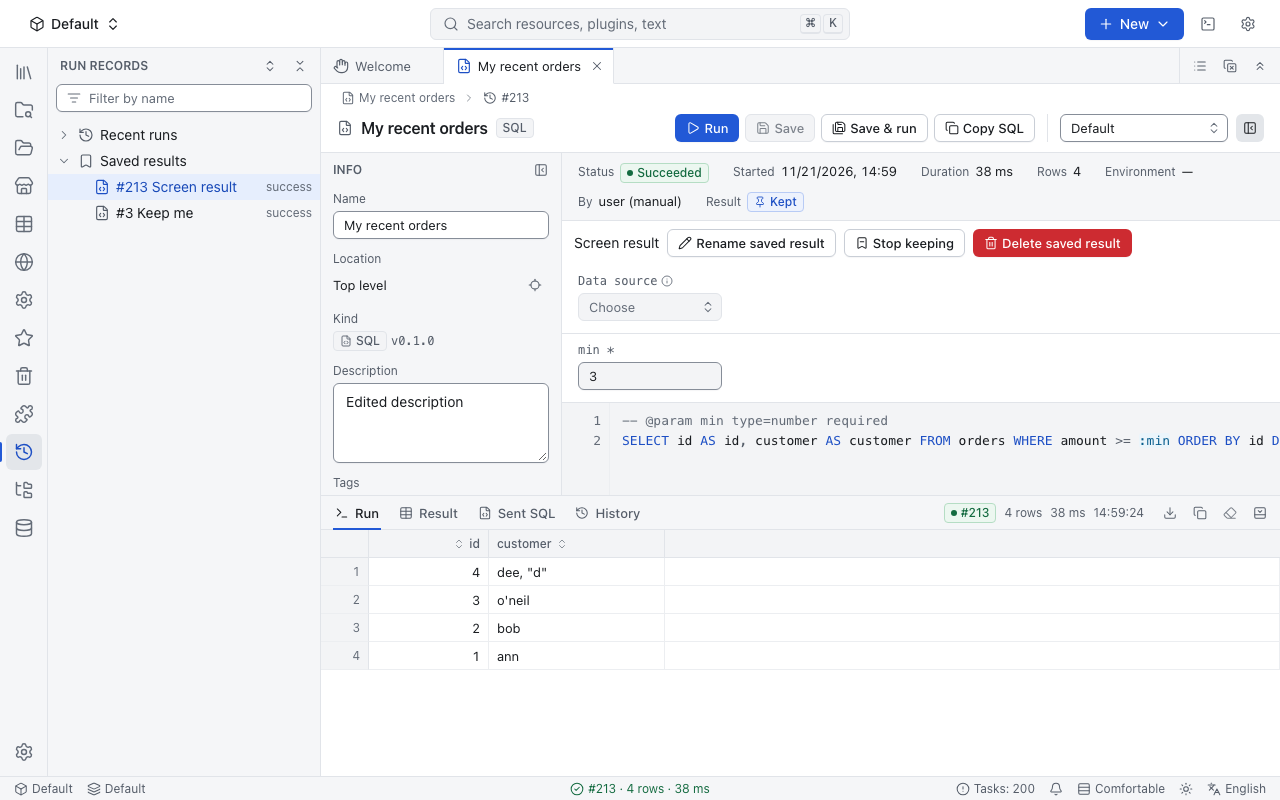 Default
Search resources, plugins, text
⌘ K
New
RUN RECORDS
Filter by name
Recent runs
Saved results
#213 Screen result success
#3 Keep me success
Welcome
My recent orders
My recent orders > #213
My recent orders SQL
Run
Save
Save & run
Copy SQL
Default
INFO
Name
My recent orders
Location
Top level
Kind
SQL v0.1.0
Description
Edited description
Tags
Status Succeeded Started 11/21/2026, 14:59 Duration 38 ms Rows 4 Environment —
By user (manual) Result Kept
Screen result Rename saved result Stop keeping Delete saved result
Data source
Choose
min *
3
1 -- @param min type=number required
2 SELECT id AS id, customer AS customer FROM orders WHERE amount >= :min ORDER BY id D
Run Result Sent SQL History #213 4 rows 38 ms 14:59:24
id customer
1 4 dee, "d"
2 3 o'neil
3 2 bob
4 1 ann
Default Default #213 · 4 rows · 38 ms Tasks: 200 Comfortable English